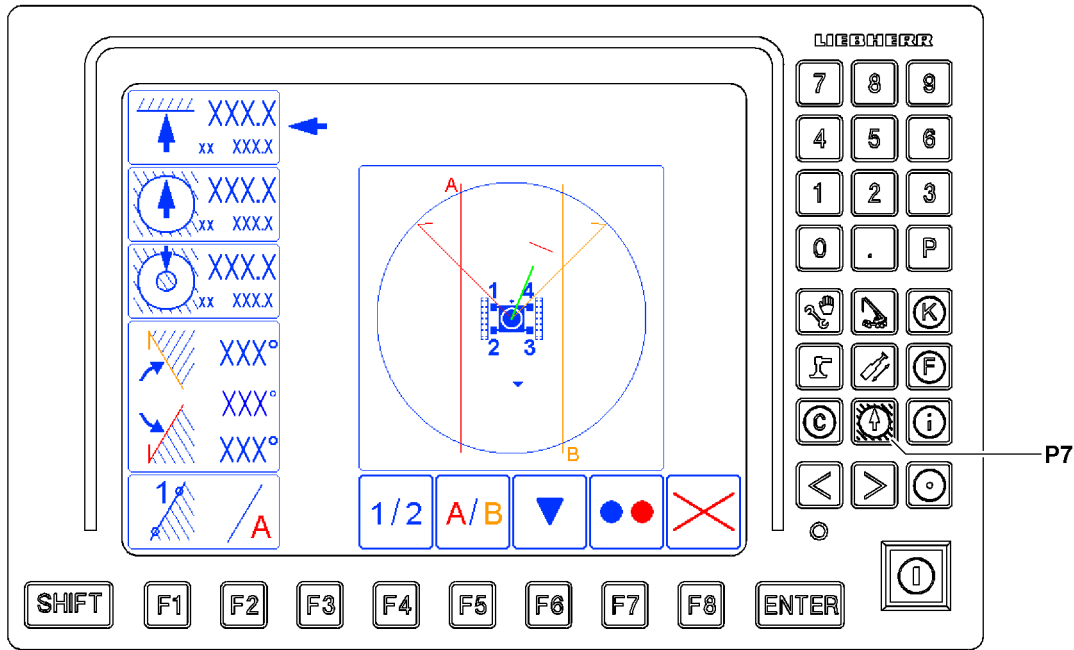 LIEBHERR
XXX.X
xx XXX.X
XXX.X
xx XXX.X
XXX.X
xx XXX.X
XXX°
XXX°
XXX°
1
A
A
B
1 4
2 3
1/2 A/B
7 8 9
4 5 6
1 2 3
0 . P
K
F
C i
< >
P7
SHIFT F1 F2 F3 F4 F5 F6 F7 F8 ENTER